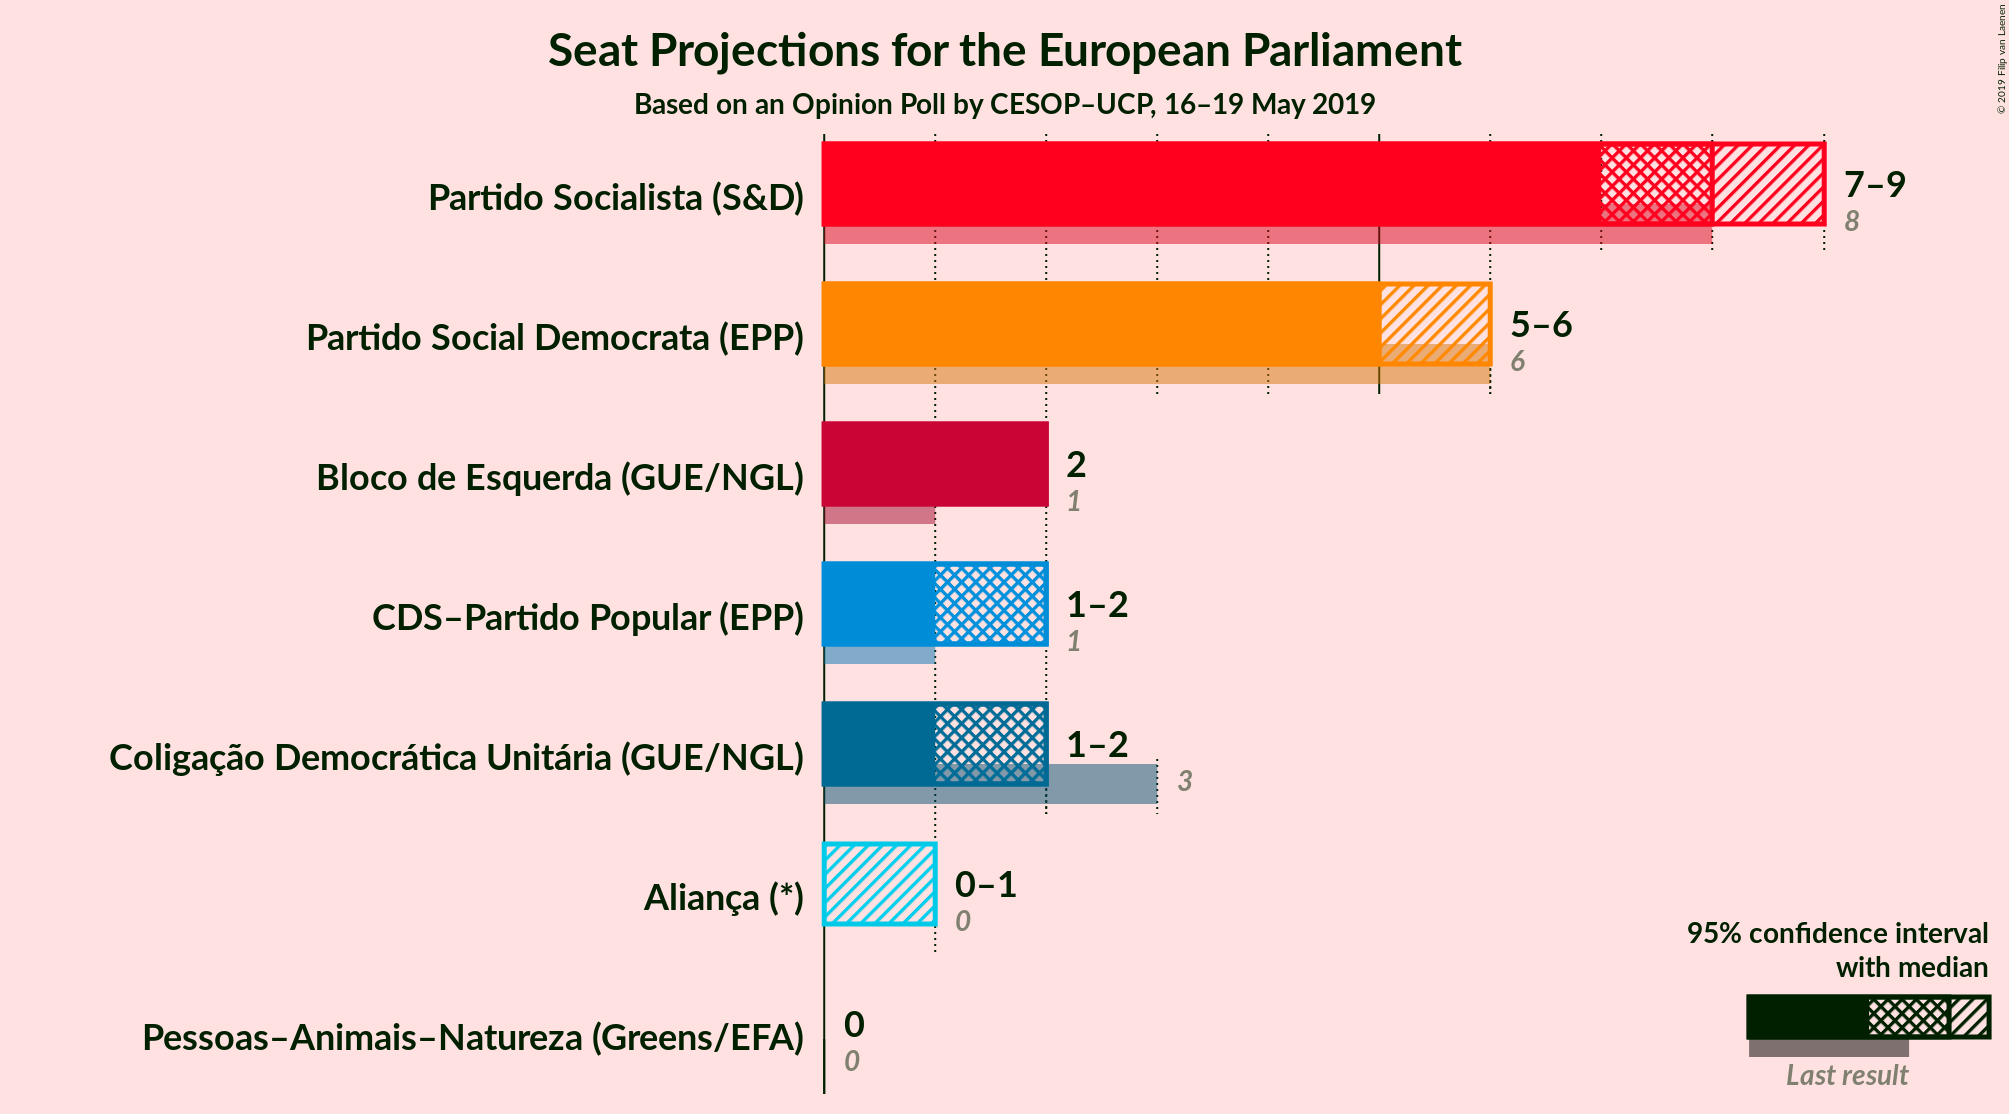 Seat Projections for the European Parliament
Based on an Opinion Poll by CESOP–UCP, 16–19 May 2019
© 2019 Filip van Laenen
Partido Socialista (S&D)
7–9
8
Partido Social Democrata (EPP)
5–6
6
Bloco de Esquerda (GUE/NGL)
2
1
CDS–Partido Popular (EPP)
1–2
1
Coligação Democrática Unitária (GUE/NGL)
1–2
3
Aliança (*)
0–1
0
Pessoas–Animais–Natureza (Greens/EFA)
0
0
95% confidence interval
with median
Last result